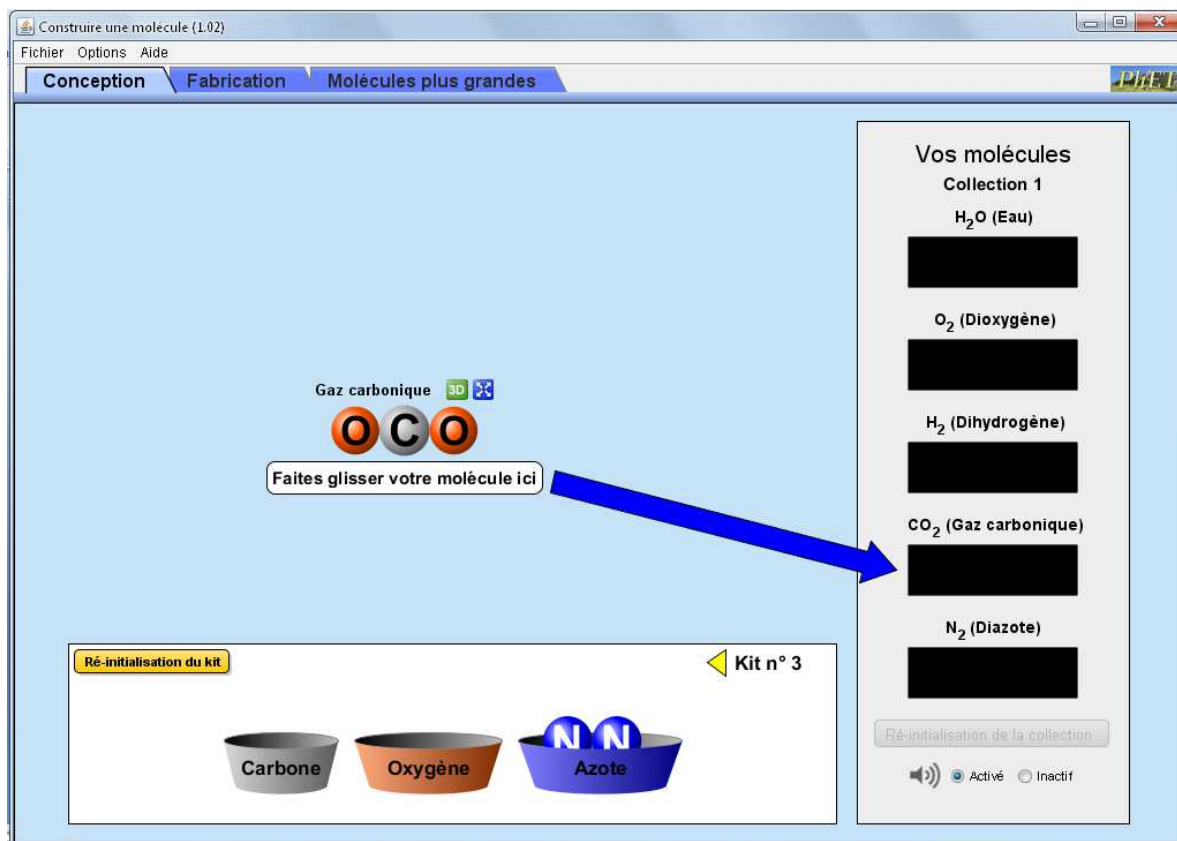 Construire une molécule (1.02)
Fichier Options Aide
Conception Fabrication Molécules plus grandes
PhET
Vos molécules
Collection 1
H₂O (Eau)
O₂ (Dioxygène)
H₂ (Dihydrogène)
CO₂ (Gaz carbonique)
N₂ (Diazote)
Ré-initialisation de la collection
Activé Inactif
Gaz carbonique 3D
O C O
Faites glisser votre molécule ici
Ré-initialisation du kit
Kit n° 3
N N
Carbone Oxygène Azote